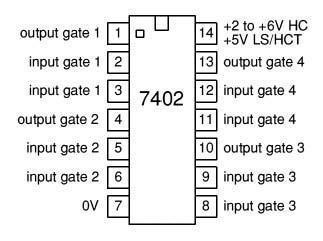 output gate 1 1 14 +2 to +6V HC
+5V LS/HCT
input gate 1 2 13 output gate 4
input gate 1 3 7402 12 input gate 4
output gate 2 4 11 input gate 4
input gate 2 5 10 output gate 3
input gate 2 6 9 input gate 3
0V 7 8 input gate 3